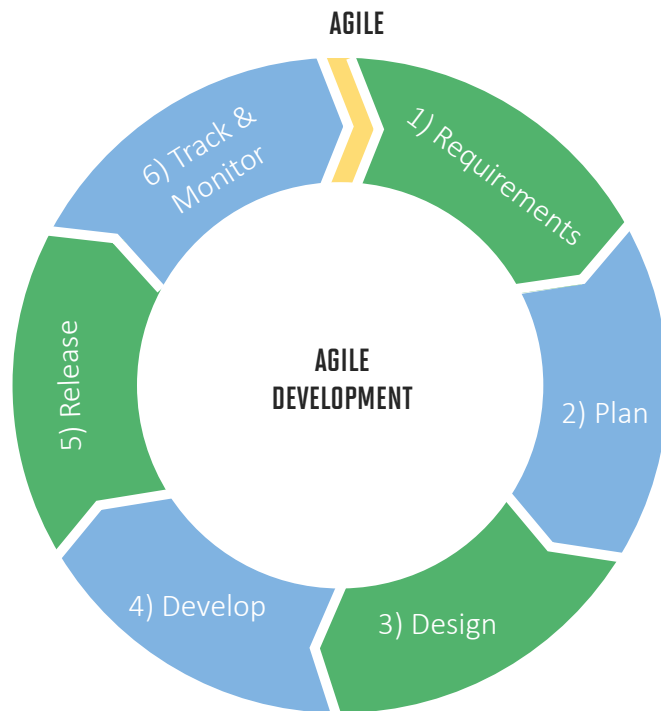 AGILE
1) Requirements
2) Plan
3) Design
4) Develop
5) Release
6) Track &
Monitor
AGILE
DEVELOPMENT